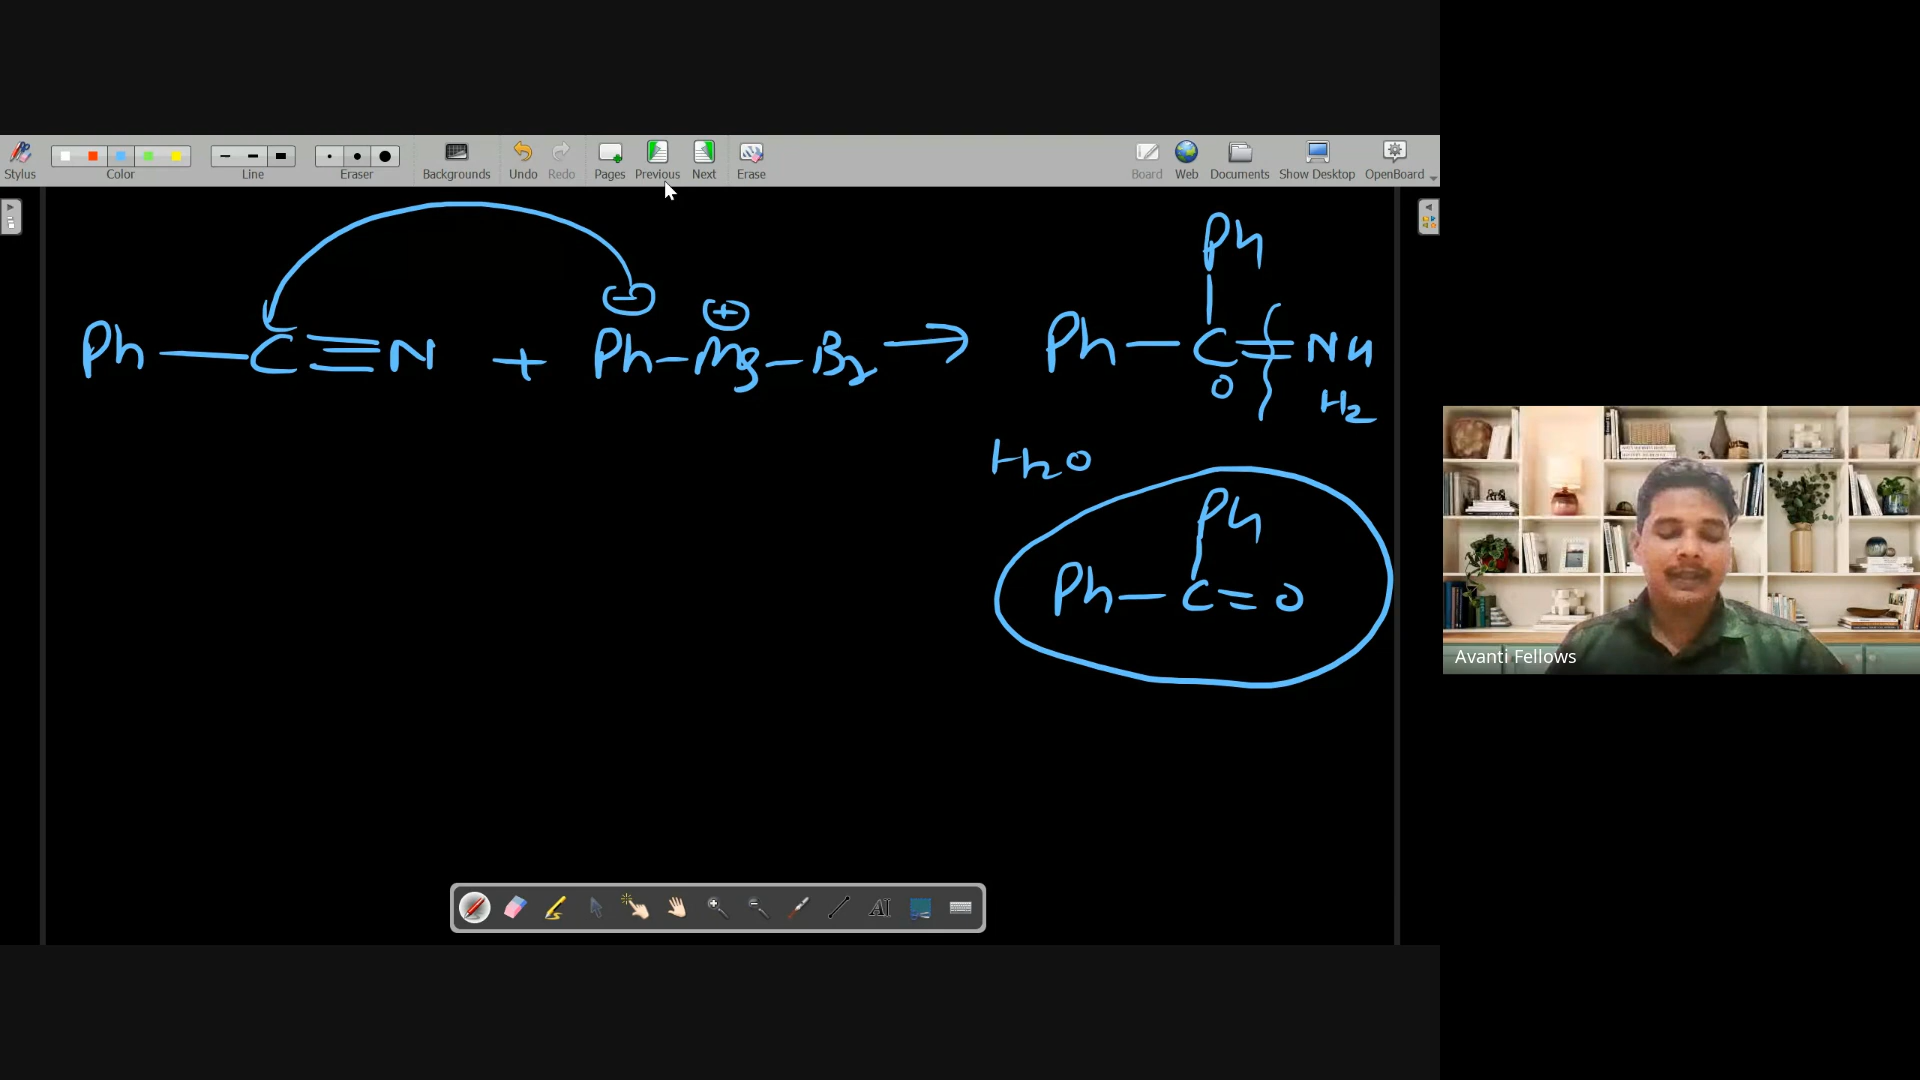 Stylus Color Line Eraser Backgrounds Undo Redo Pages Previous Next Erase Board Web Documents Show Desktop OpenBoard
Ph
Ph — C ≡ N + Ph — Mg — Br → Ph — C = NH
⊖ ⊕
O H2
H2O
Ph
Ph — C = O
Avanti Fellows
AI